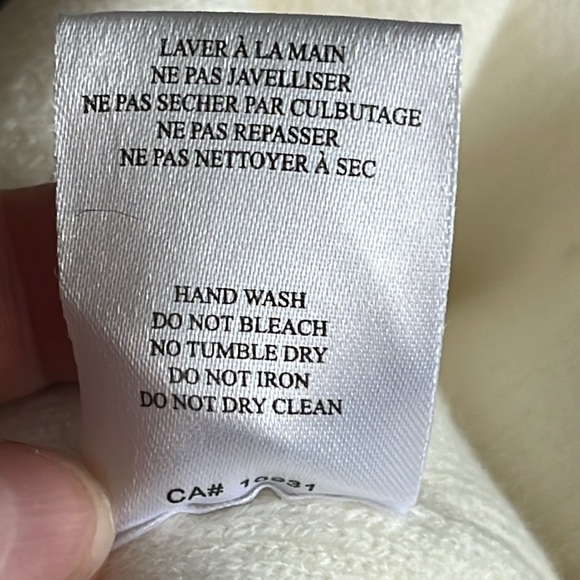 LAVER À LA MAIN
NE PAS JAVELLISER
NE PAS SECHER PAR CULBUTAGE
NE PAS REPASSER
NE PAS NETTOYER À SEC
HAND WASH
DO NOT BLEACH
NO TUMBLE DRY
DO NOT IRON
DO NOT DRY CLEAN
CA#